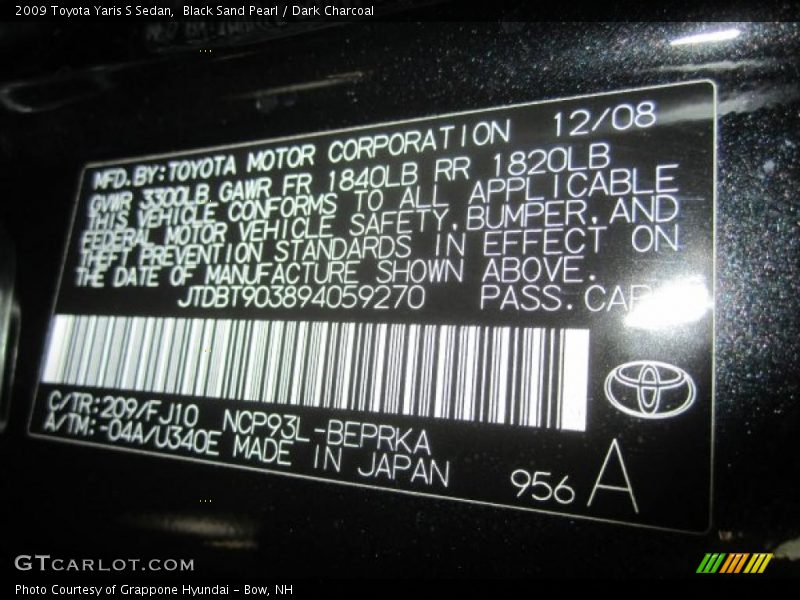 2009 Toyota Yaris S Sedan,  Black Sand Pearl / Dark Charcoal
MFD.BY:TOYOTA MOTOR CORPORATION 12/08
GVWR 3300LB GAWR FR 1840LB RR 1820LB
THIS VEHICLE CONFORMS TO ALL APPLICABLE
FEDERAL MOTOR VEHICLE SAFETY,BUMPER,AND
THEFT PREVENTION STANDARDS IN EFFECT ON
THE DATE OF MANUFACTURE SHOWN ABOVE.
JTDBT903894059270 PASS.CAR
C/TR:209/FJ10 NCP93L-BEPRKA
A/TM:-04A/U340E MADE IN JAPAN
956 A
GTCARLOT.COM
Photo Courtesy of Grappone Hyundai - Bow, NH